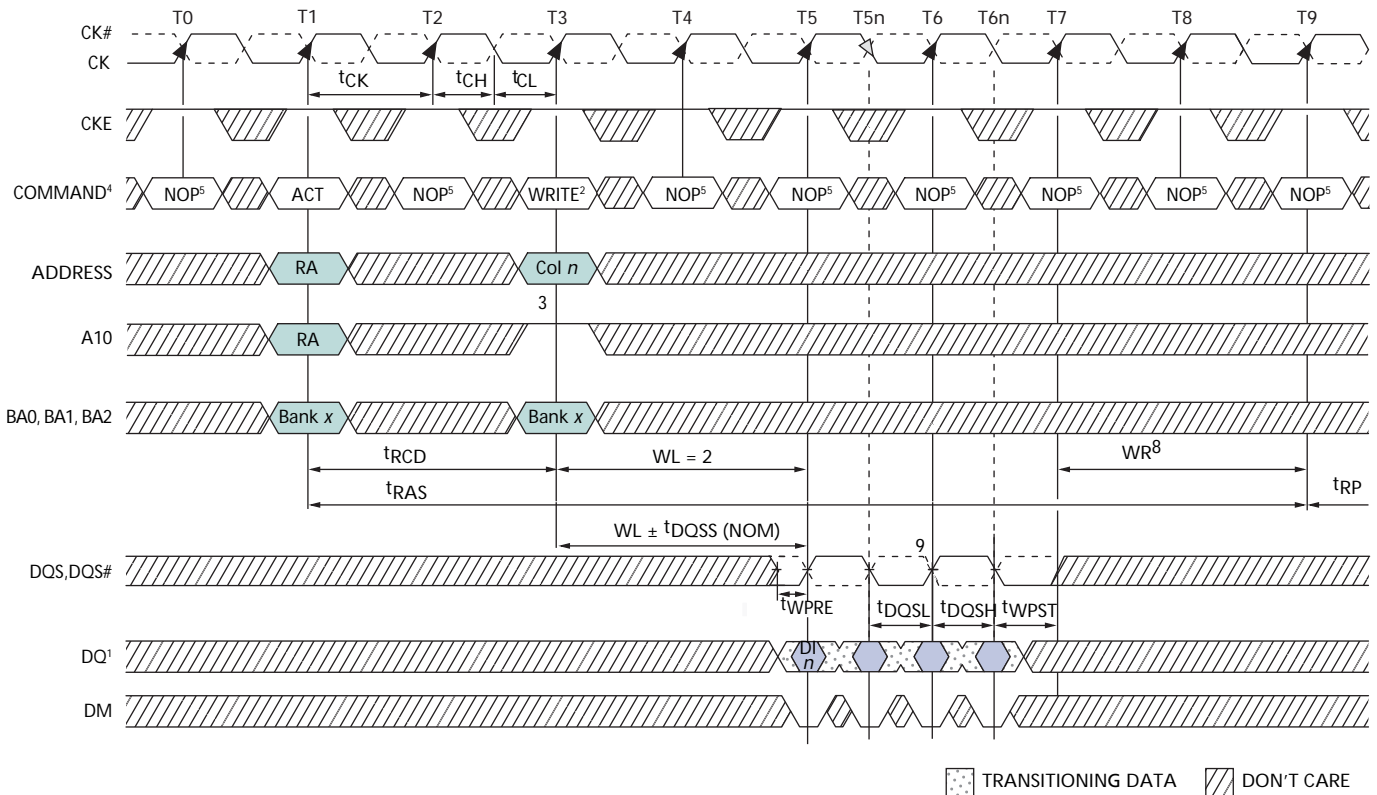 T0 T1 T2 T3 T4 T5 T5n T6 T6n T7 T8 T9
CK#
CK
tCK tCH tCL
CKE
COMMAND4 NOP5 ACT NOP5 WRITE2 NOP5 NOP5 NOP5 NOP5 NOP5 NOP5
ADDRESS RA Col n
3
A10 RA
BA0, BA1, BA2 Bank x Bank x
tRCD WL = 2 WR8
tRAS tRP
WL ± tDQSS (NOM)
9
DQS,DQS#
tWPRE tDQSL tDQSH tWPST
DQ1 DI
n
DM
TRANSITIONING DATA DON'T CARE